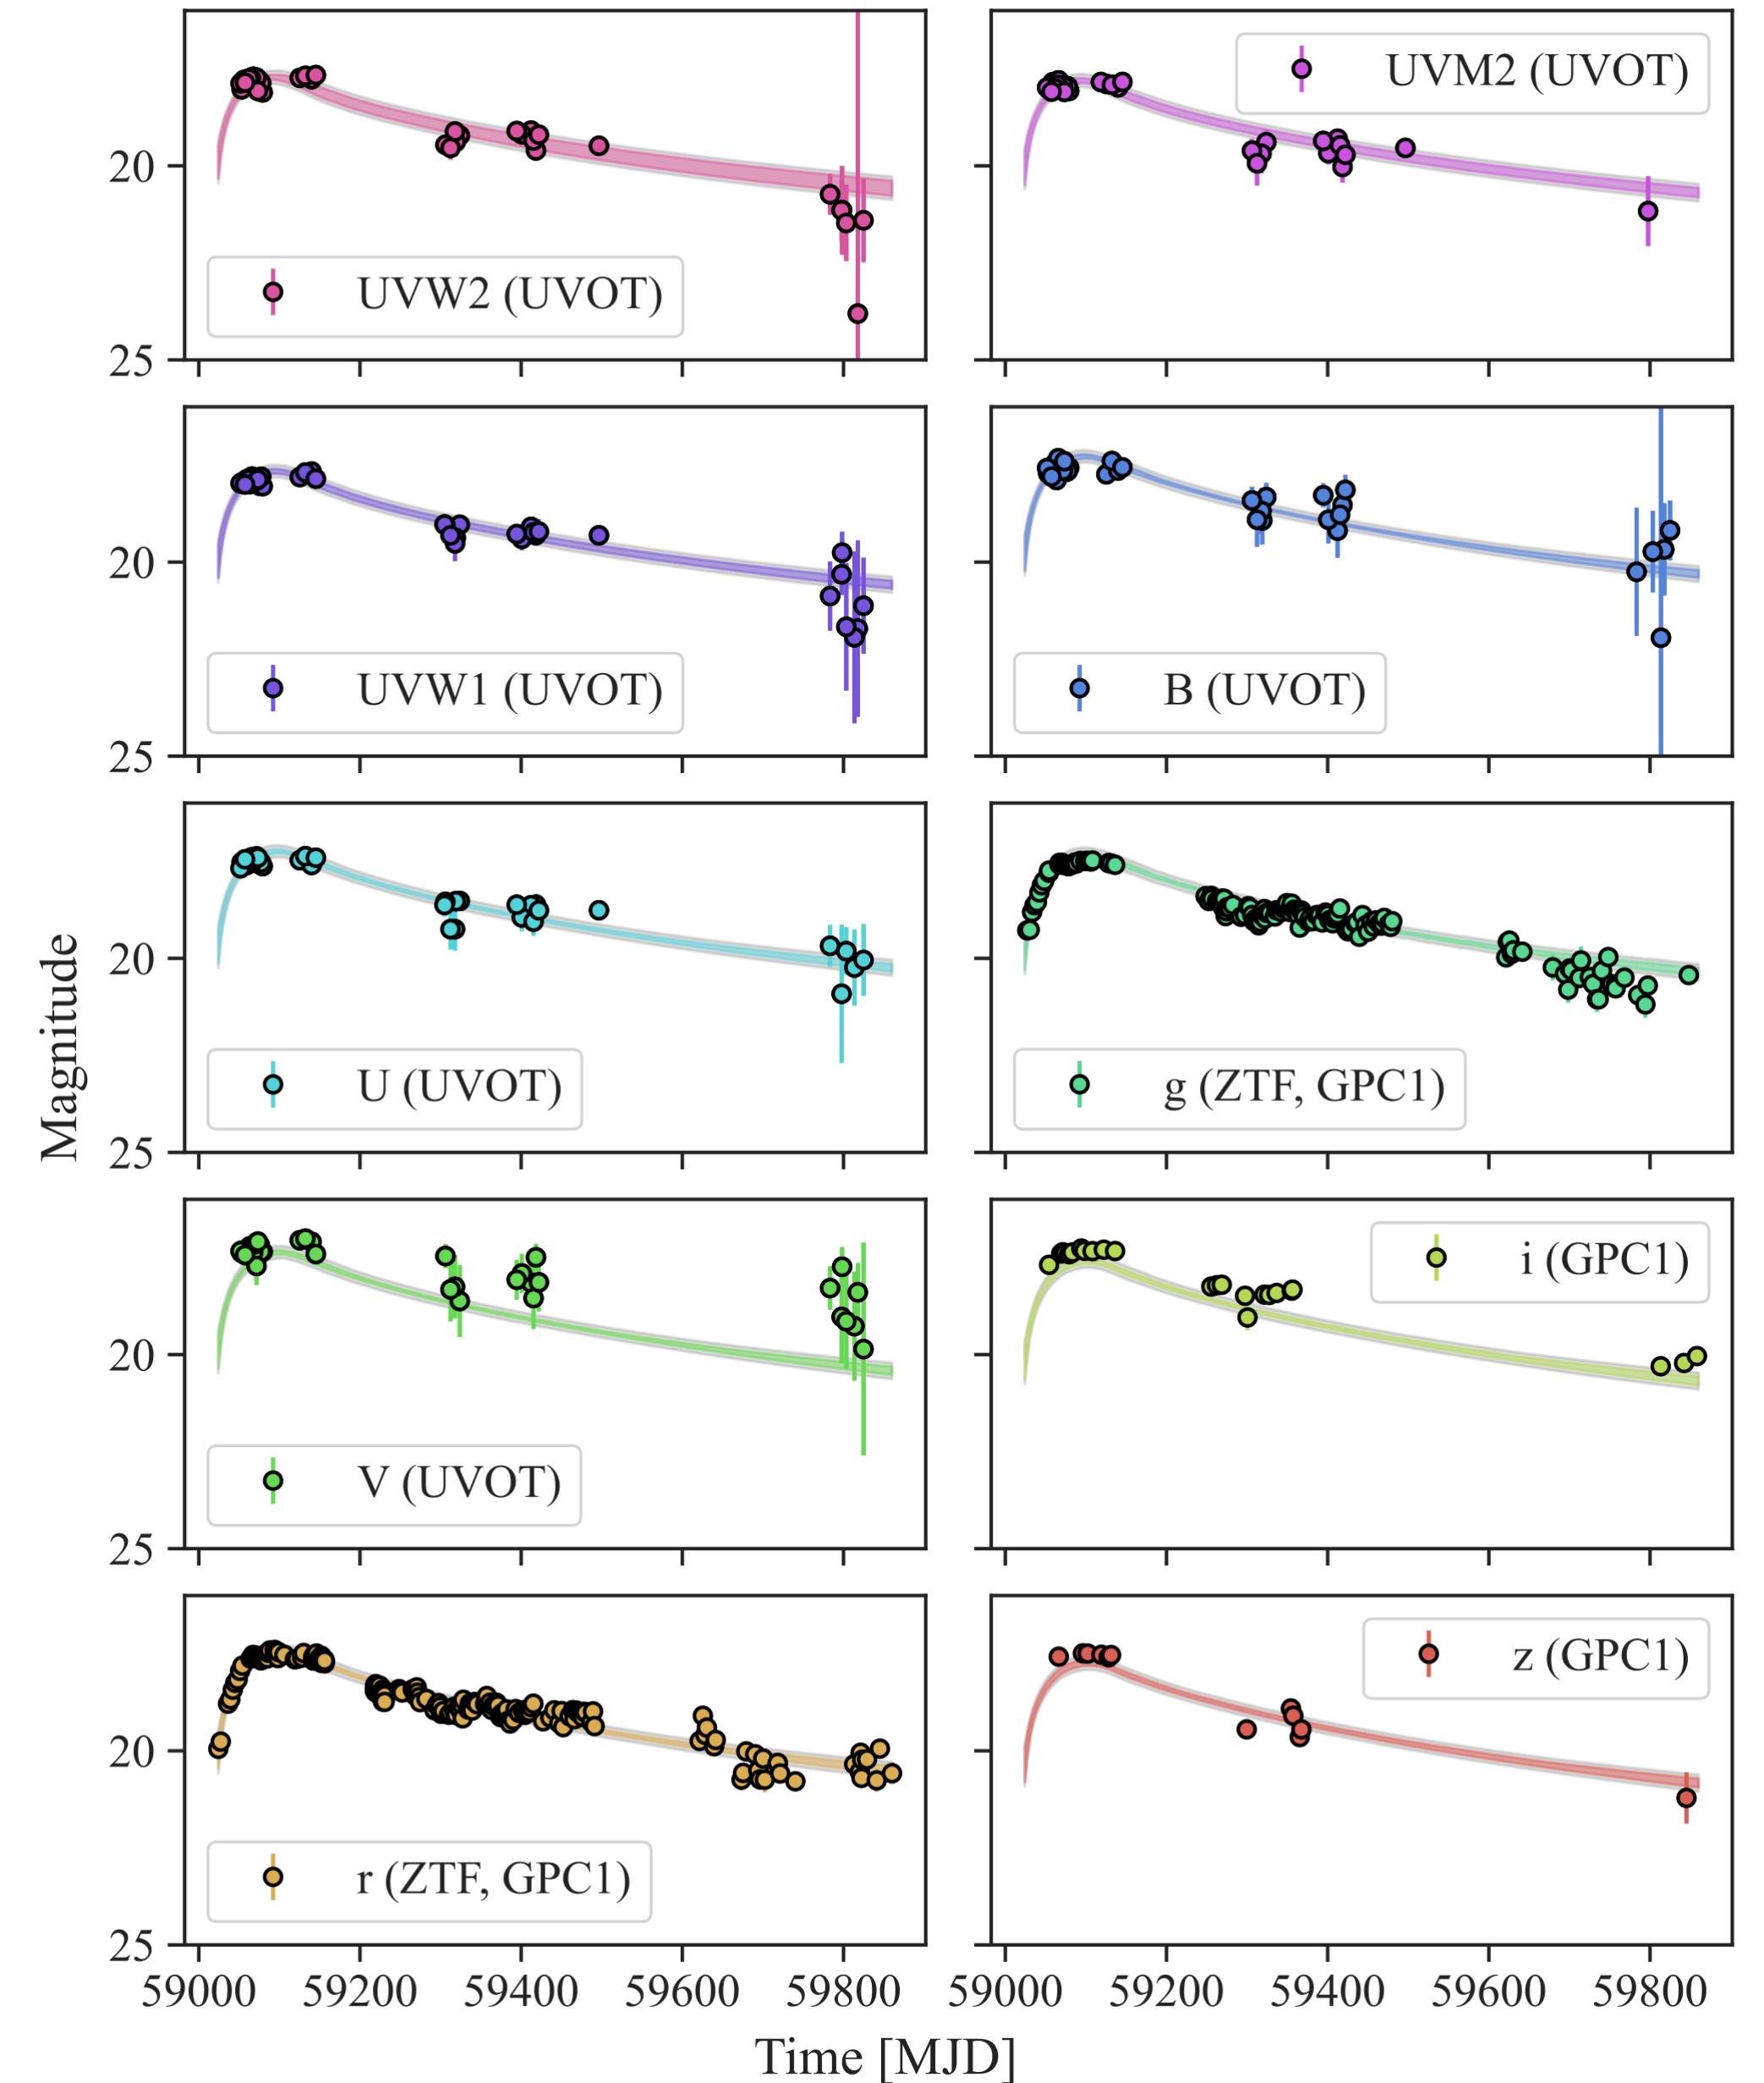 UVM2 (UVOT)
20
UVW2 (UVOT)
25
20
UVW1 (UVOT)
B (UVOT)
25
20
U (UVOT)
g (ZTF, GPC1)
25
Magnitude
i (GPC1)
20
V (UVOT)
25
z (GPC1)
20
r (ZTF, GPC1)
25
59000 59200 59400 59600 59800 59000 59200 59400 59600 59800
Time [MJD]